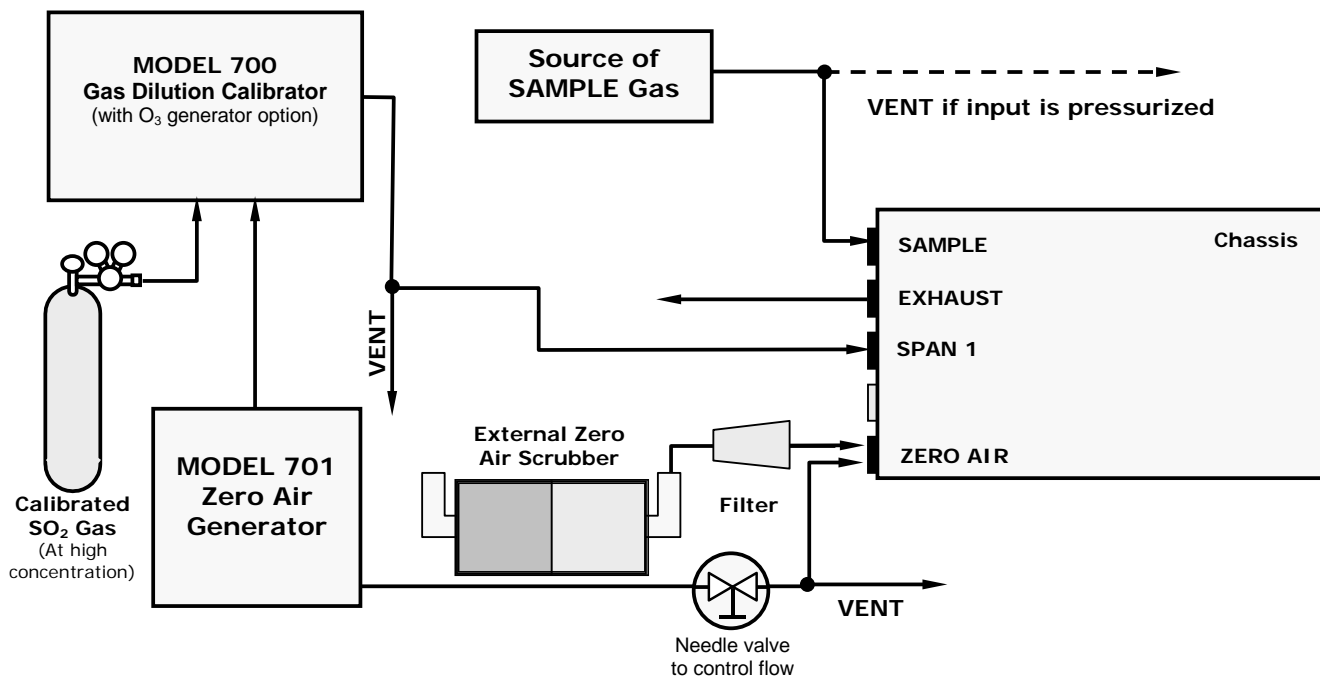 MODEL 700
Gas Dilution Calibrator
(with O₃ generator option)
Source of
SAMPLE Gas
VENT if input is pressurized
SAMPLE
Chassis
EXHAUST
SPAN 1
VENT
ZERO AIR
External Zero
Air Scrubber
Filter
MODEL 701
Zero Air
Generator
Calibrated
SO₂ Gas
(At high
concentration)
VENT
Needle valve
to control flow